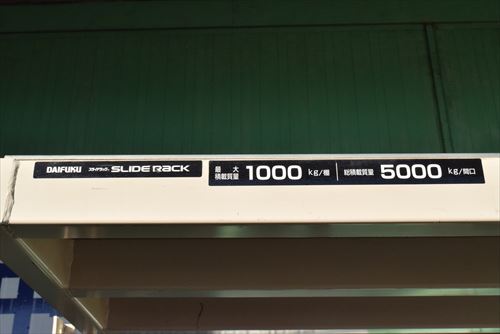 DAIFUKU スライドラック SLIDE RACK
最大積載質量 1000 kg/棚 総積載質量 5000 kg/間口